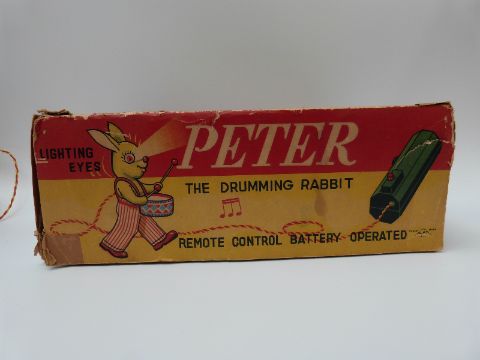 LIGHTING
EYES
PETER
THE DRUMMING RABBIT
REMOTE CONTROL BATTERY OPERATED